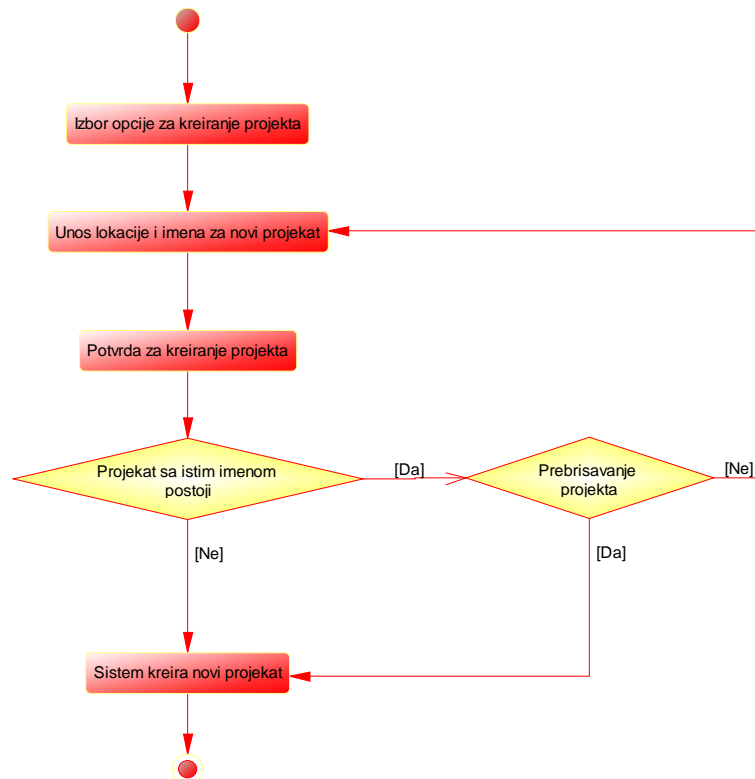 Izbor opcije za kreiranje projekta
Unos lokacije i imena za novi projekat
Potvrda za kreiranje projekta
Projekat sa istim imenom
postoji
[Da]
Prebrisavanje
projekta
[Ne]
[Ne]
[Da]
Sistem kreira novi projekat